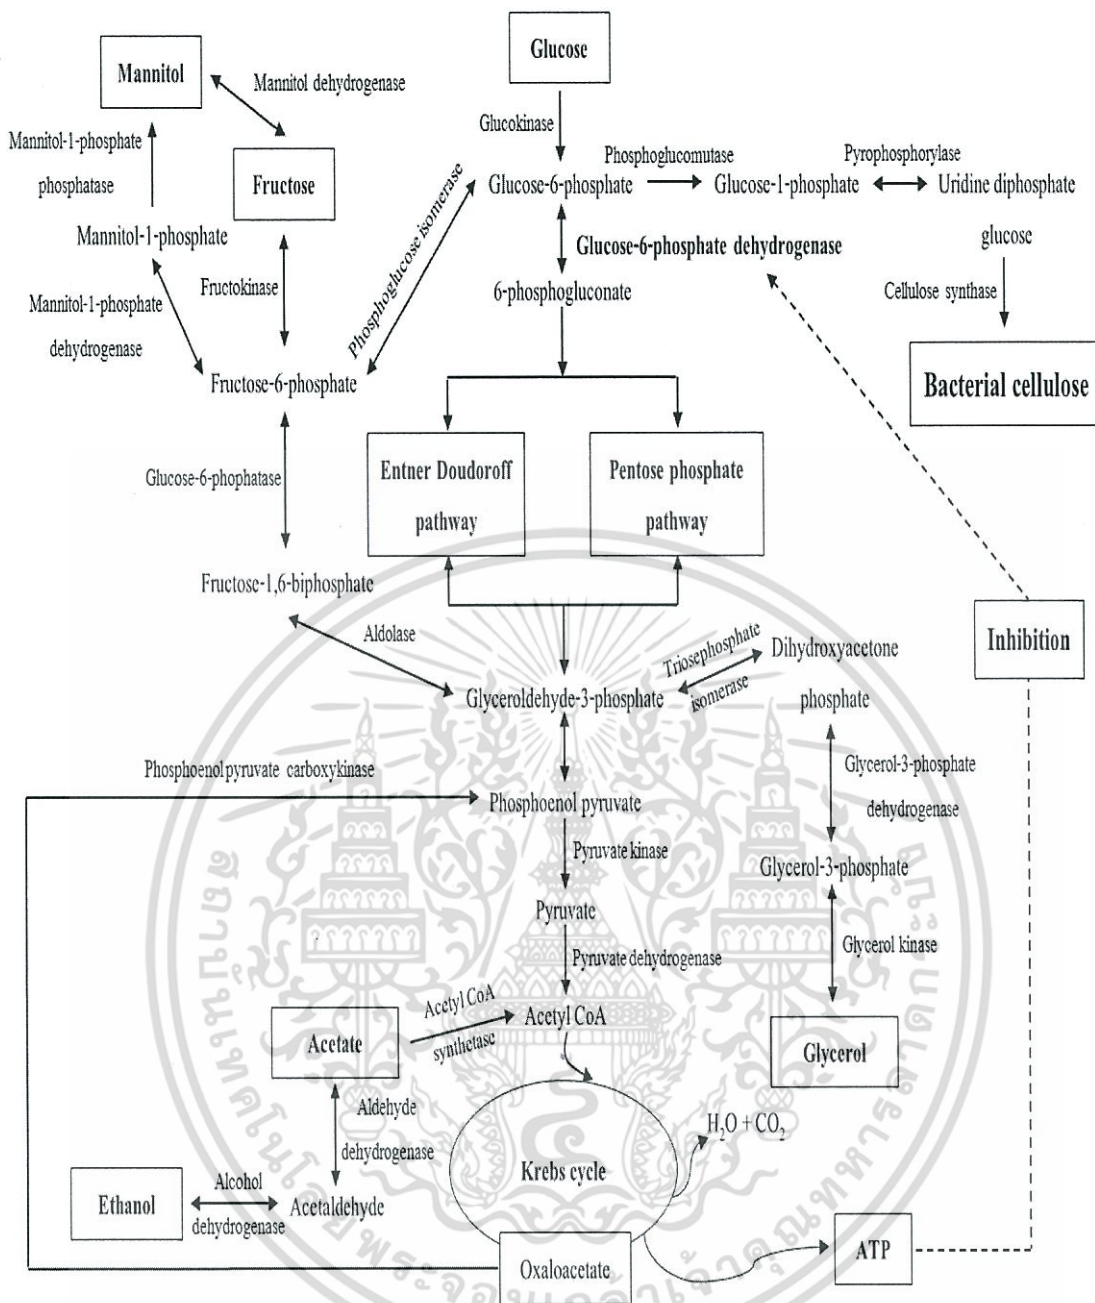 Glucose
Mannitol
Mannitol dehydrogenase
Glucokinase
Mannitol-1-phosphate
phosphatase
Fructose
Phosphoglucomutase
Pyrophosphorylase
Glucose-6-phosphate
Glucose-1-phosphate
Uridine diphosphate
glucose
Mannitol-1-phosphate
Phosphoglucose isomerase
Glucose-6-phosphate dehydrogenase
Fructokinase
6-phosphogluconate
Cellulose synthase
Mannitol-1-phosphate
dehydrogenase
Fructose-6-phosphate
Bacterial cellulose
Entner Doudoroff
pathway
Pentose phosphate
pathway
Glucose-6-phophatase
Fructose-1,6-biphosphate
Aldolase
Inhibition
Triosephosphate
isomerase
Dihydroxyacetone
phosphate
Glyceroldehyde-3-phosphate
Phosphoenol pyruvate carboxykinase
Glycerol-3-phosphate
dehydrogenase
Phosphoenol pyruvate
Pyruvate kinase
Glycerol-3-phosphate
Pyruvate
Glycerol kinase
Pyruvate dehydrogenase
Acetyl CoA
synthetase
Acetyl CoA
Acetate
Glycerol
Aldehyde
dehydrogenase
H₂O + CO₂
Krebs cycle
Ethanol
Alcohol
dehydrogenase
Acetaldehyde
Oxaloacetate
ATP